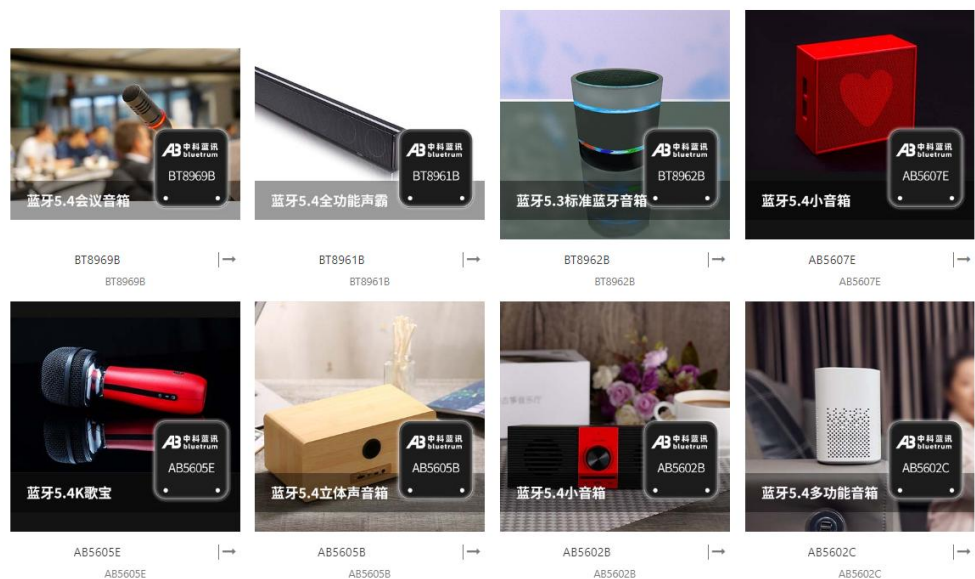 中科蓝讯
bluetrum
BT8969B
蓝牙5.4会议音箱
中科蓝讯
bluetrum
BT8961B
蓝牙5.4全功能声霸
中科蓝讯
bluetrum
BT8962B
蓝牙5.3标准蓝牙音箱
中科蓝讯
bluetrum
AB5607E
蓝牙5.4小音箱
BT8969B
BT8969B
BT8961B
BT8961B
BT8962B
BT8962B
AB5607E
AB5607E
中科蓝讯
bluetrum
AB5605E
蓝牙5.4K歌宝
中科蓝讯
bluetrum
AB5605B
蓝牙5.4立体声音箱
中科蓝讯
bluetrum
AB5602B
蓝牙5.4小音箱
中科蓝讯
bluetrum
AB5602C
蓝牙5.4多功能音箱
AB5605E
AB5605E
AB5605B
AB5605B
AB5602B
AB5602B
AB5602C
AB5602C